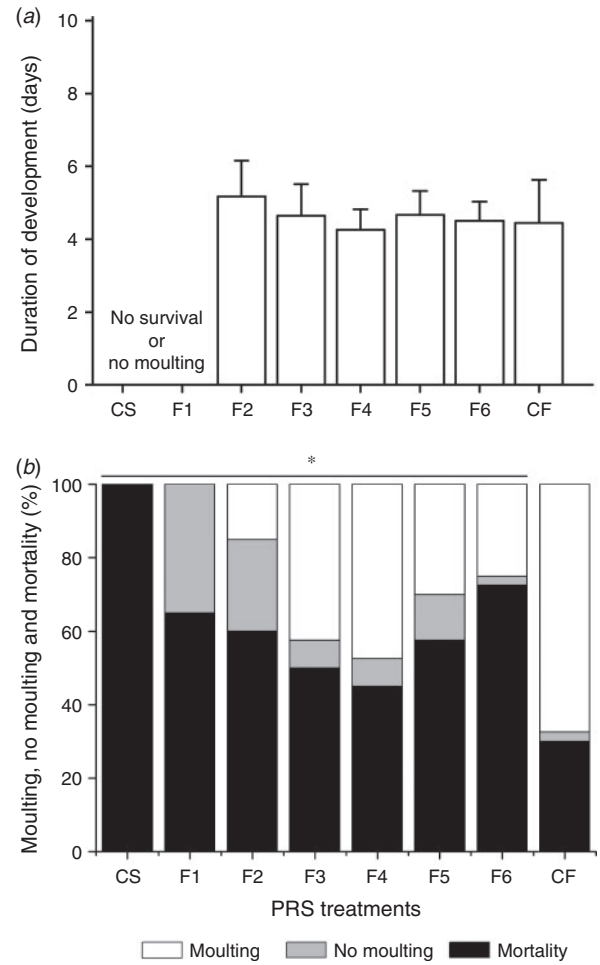 (a)
10
8
6
4
2
0
Duration of development (days)
No survival
or
no moulting
CS F1 F2 F3 F4 F5 F6 CF
(b)
*
100
80
60
40
20
0
Moulting, no moulting and mortality (%)
CS F1 F2 F3 F4 F5 F6 CF
PRS treatments
Moulting No moulting Mortality